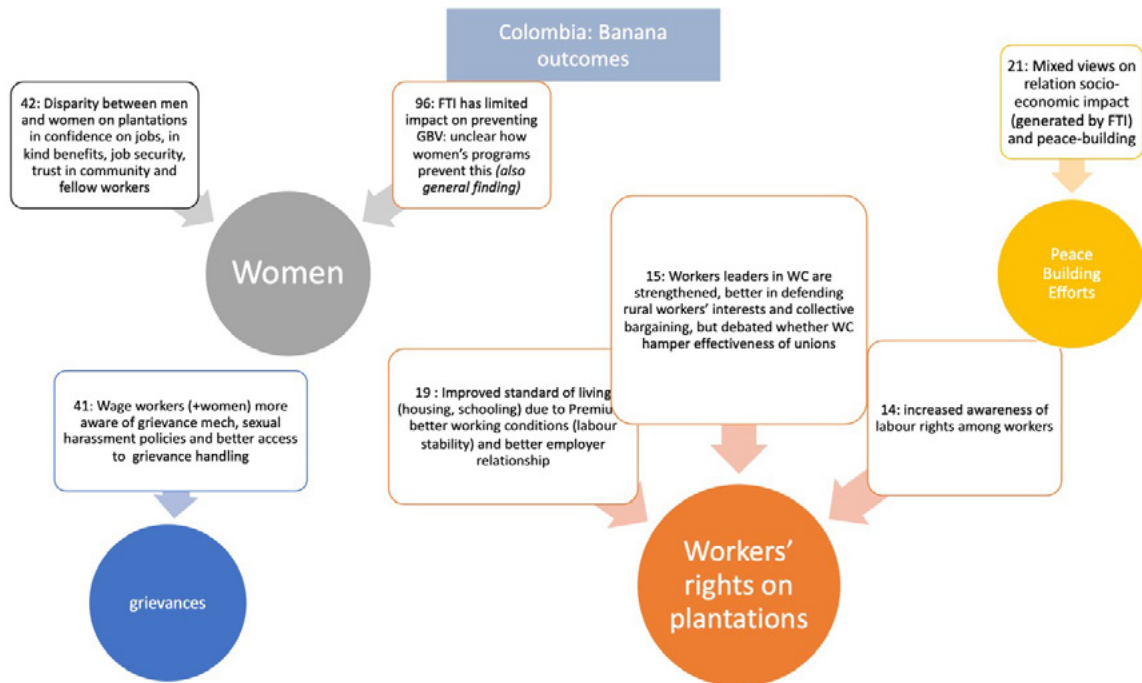 Colombia: Banana
outcomes
42: Disparity between men
and women on plantations
in confidence on jobs, in
kind benefits, job security,
trust in community and
fellow workers
96: FTI has limited
impact on preventing
GBV: unclear how
women's programs
prevent this (also
general finding)
21: Mixed views on
relation socio-
economic impact
(generated by FTI)
and peace-building
Women
15: Workers leaders in WC are
strengthened, better in defending
rural workers' interests and collective
bargaining, but debated whether WC
hamper effectiveness of unions
Peace
Building
Efforts
41: Wage workers (+women) more
aware of grievance mech, sexual
harassment policies and better access
to grievance handling
19 : Improved standard of living
(housing, schooling) due to Premiu
better working conditions (labour
stability) and better employer
relationship
14: increased awareness of
labour rights among workers
grievances
Workers'
rights on
plantations